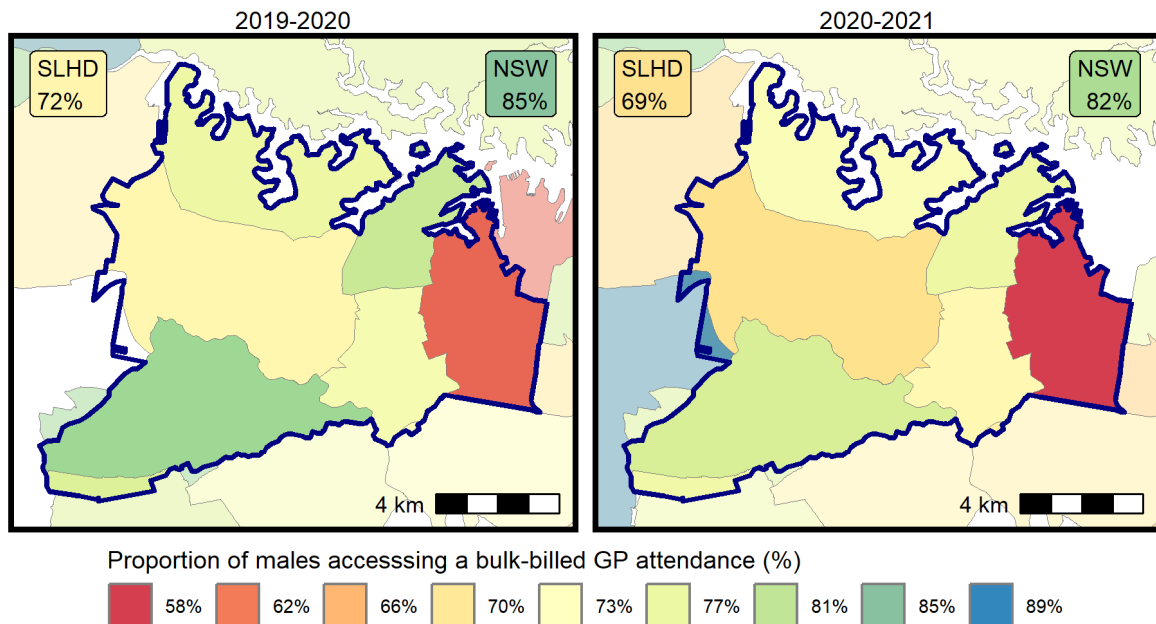 2019-2020
2020-2021
SLHD
72%
NSW
85%
SLHD
69%
NSW
82%
4 km
4 km
Proportion of males accesssing a bulk-billed GP attendance (%)
58% 62% 66% 70% 73% 77% 81% 85% 89%